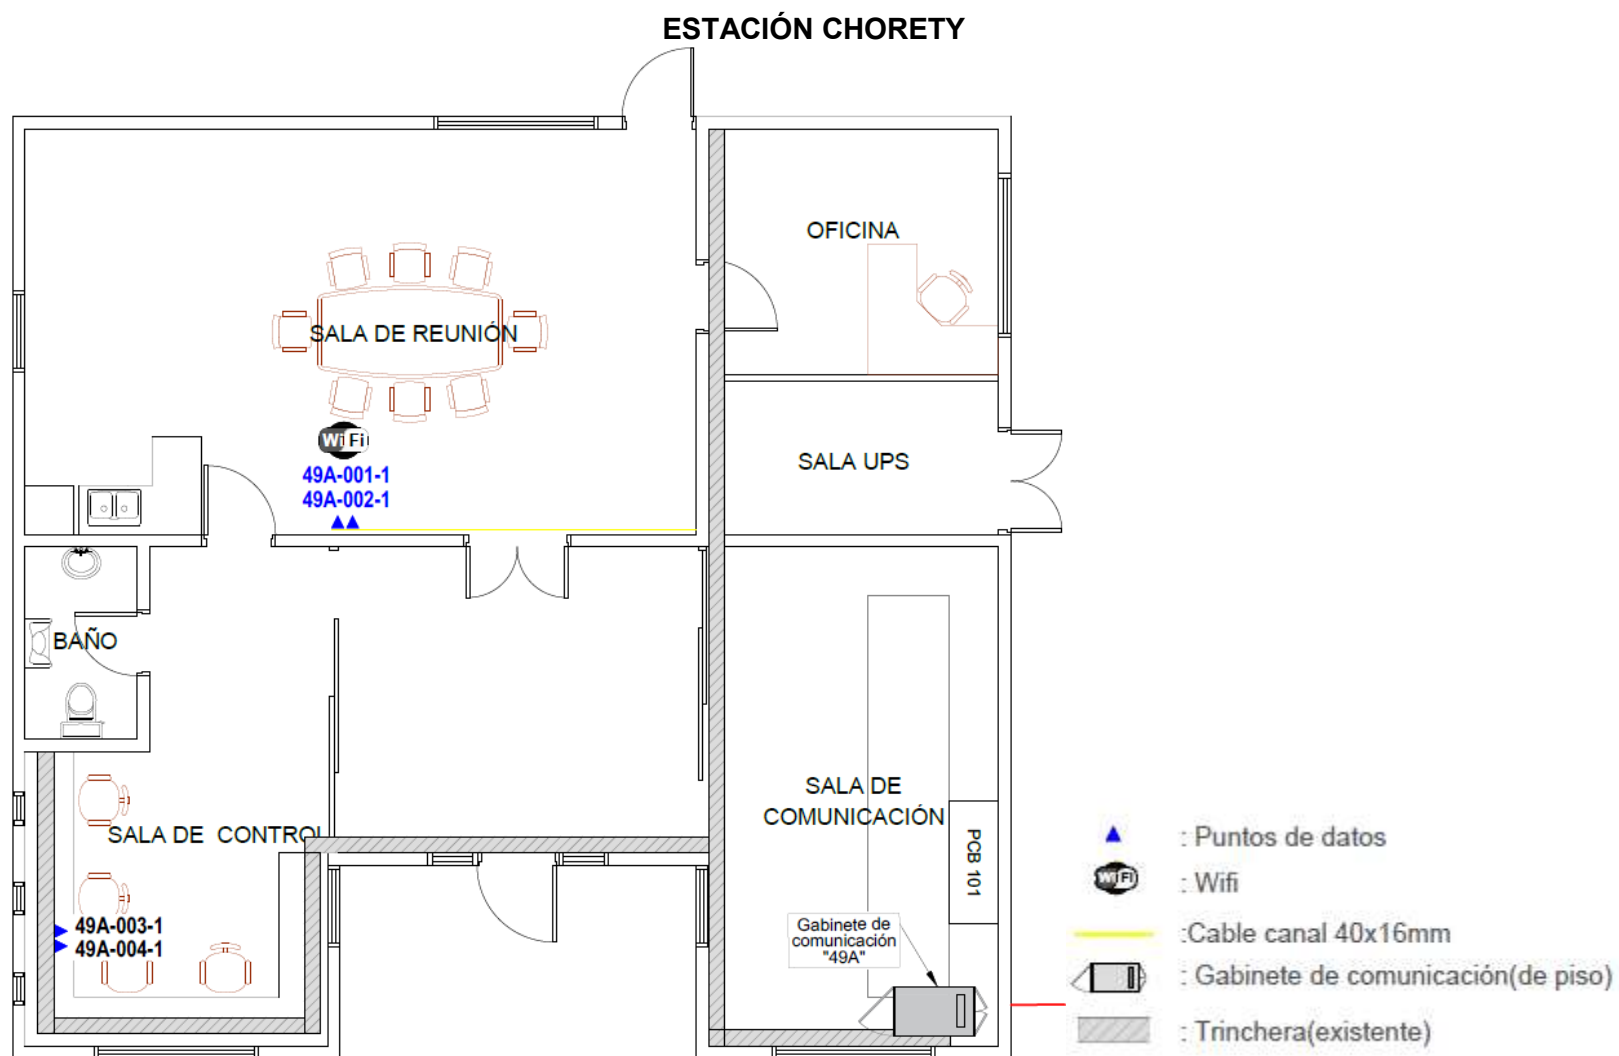 ESTACIÓN CHORETY
OFICINA
SALA DE REUNIÓN
WiFi
49A-001-1
49A-002-1
SALA UPS
BAÑO
SALA DE
COMUNICACIÓN
PCB 101
SALA DE CONTROL
49A-003-1
49A-004-1
Gabinete de
comunicación
"49A"
: Puntos de datos
WiFi
: Wifi
:Cable canal 40x16mm
: Gabinete de comunicación(de piso)
: Trinchera(existente)